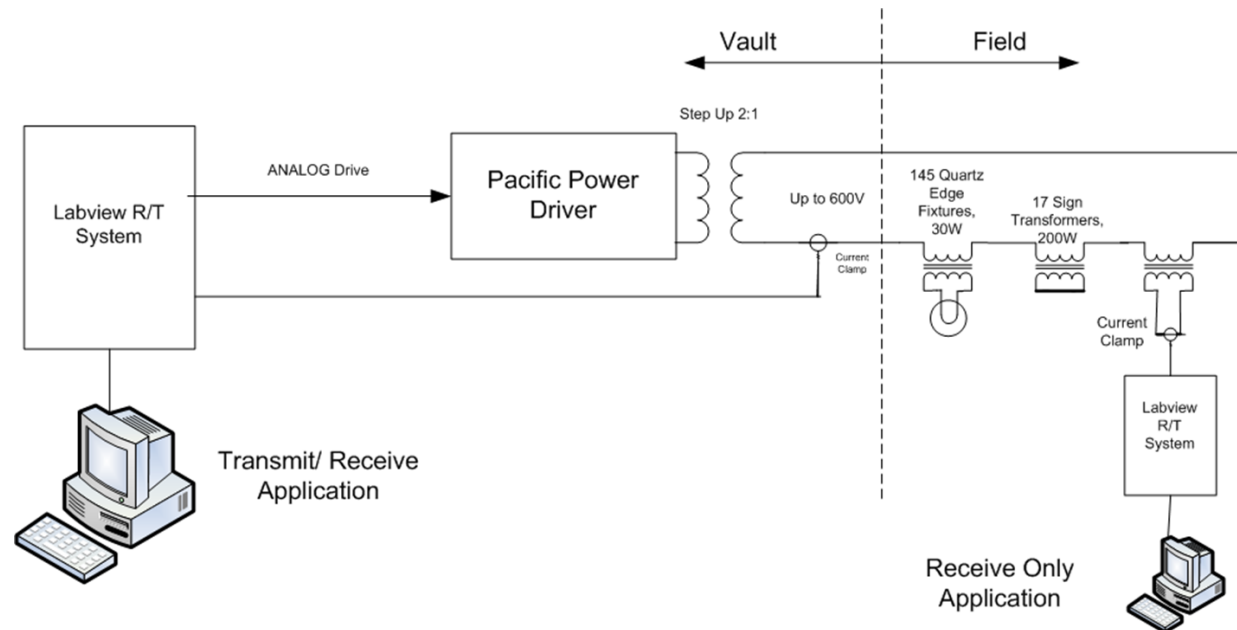 Vault
Field
Step Up 2:1
ANALOG Drive
Labview R/T
System
Pacific Power
Driver
Up to 600V
145 Quartz
Edge
Fixtures,
30W
17 Sign
Transformers,
200W
Current
Clamp
Current
Clamp
Labview
R/T
System
Transmit/ Receive
Application
Receive Only
Application